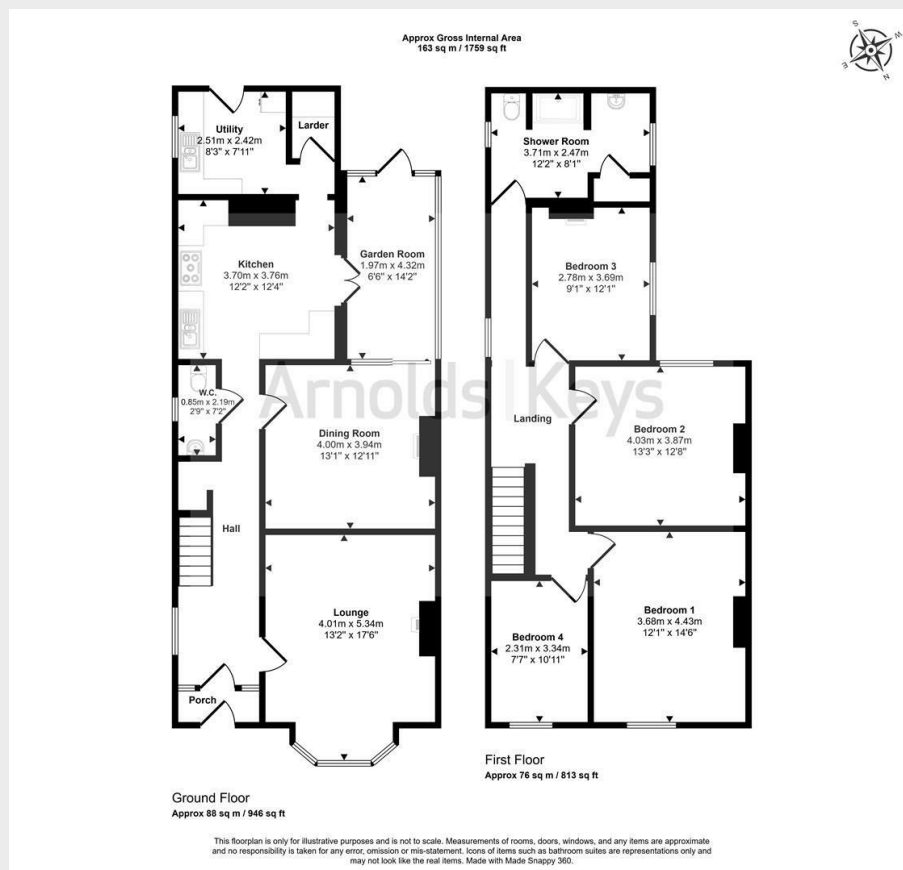 Approx Gross Internal Area
163 sq m / 1759 sq ft
S
W
E
N
Utility
2.51m x 2.42m
8'3" x 7'11"
Larder
Kitchen
3.70m x 3.76m
12'2" x 12'4"
Garden Room
1.97m x 4.32m
6'6" x 14'2"
W.C.
0.85m x 2.19m
2'9" x 7'2"
Dining Room
4.00m x 3.94m
13'1" x 12'11"
Hall
Lounge
4.01m x 5.34m
13'2" x 17'6"
Porch
Ground Floor
Approx 88 sq m / 946 sq ft
Shower Room
3.71m x 2.47m
12'2" x 8'1"
Bedroom 3
2.78m x 3.69m
9'1" x 12'1"
Landing
Bedroom 2
4.03m x 3.87m
13'3" x 12'8"
Bedroom 1
3.68m x 4.43m
12'1" x 14'6"
Bedroom 4
2.31m x 3.34m
7'7" x 10'11"
First Floor
Approx 76 sq m / 813 sq ft
Arnolds | Keys
This floorplan is only for illustrative purposes and is not to scale. Measurements of rooms, doors, windows, and any items are approximate
and no responsibility is taken for any error, omission or mis-statement. Icons of items such as bathroom suites are representations only and
may not look like the real items. Made with Made Snappy 360.